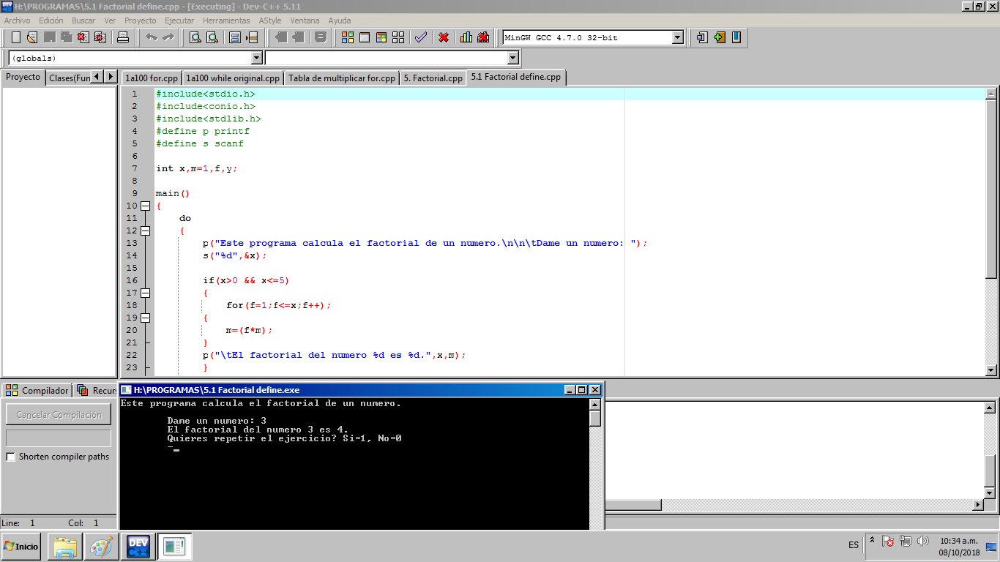 H:\PROGRAMAS\5.1 Factorial define.cpp - [Executing] - Dev-C++ 5.11
Archivo Edición Buscar Ver Proyecto Ejecutar Herramientas AStyle Ventana Ayuda
MinGW GCC 4.7.0 32-bit
(globals)
Proyecto Clases(Fun
1a100 for.cpp 1a100 while original.cpp Tabla de multiplicar for.cpp 5. Factorial.cpp 5.1 Factorial define.cpp
1 #include<stdio.h>
2 #include<conio.h>
3 #include<stdlib.h>
4 #define p printf
5 #define s scanf
6
7 int x,m=1,f,y;
8
9 main()
10 {
11 do
12 {
13 p("Este programa calcula el factorial de un numero.\n\n\tDame un numero: ");
14 s("%d",&x);
15
16 if(x>0 && x<=5)
17 {
18 for(f=1;f<=x;f++);
19 {
20 m=(f*m);
21 }
22 p("\tEl factorial del numero %d es %d.",x,m);
23 }
Compilador Recurs
Cancelar Compilación
Shorten compiler paths
Line: 1 Col: 1
H:\PROGRAMAS\5.1 Factorial define.exe
Este programa calcula el factorial de un numero.
Dame un numero: 3
El factorial del numero 3 es 4.
Quieres repetir el ejercicio? Si=1, No=0
-_
Inicio
DEV
C++
ES
10:34 a.m.
08/10/2018